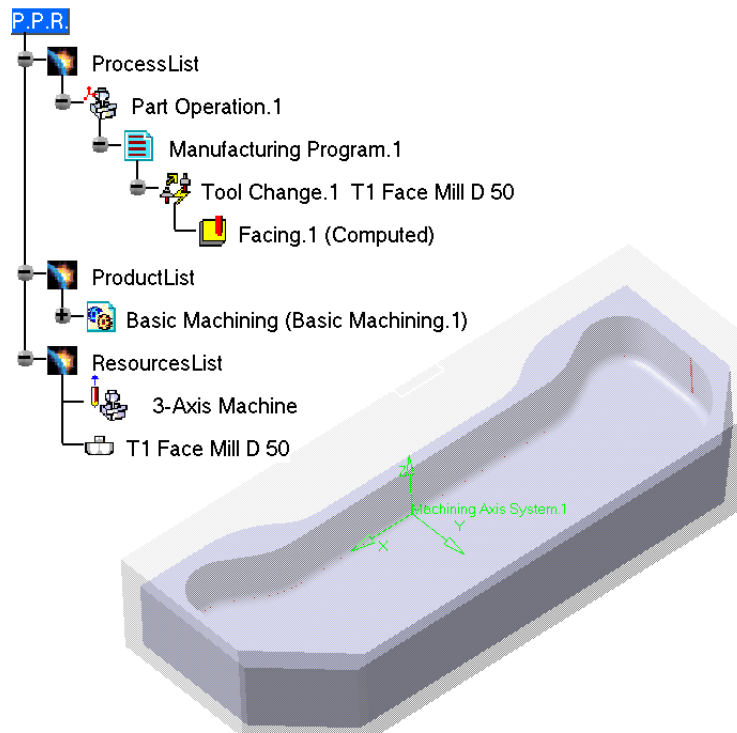 P.P.R.
ProcessList
Part Operation.1
Manufacturing Program.1
Tool Change.1 T1 Face Mill D 50
Facing.1 (Computed)
ProductList
Basic Machining (Basic Machining.1)
ResourcesList
3-Axis Machine
T1 Face Mill D 50
Z
Machining Axis System.1
X
Y